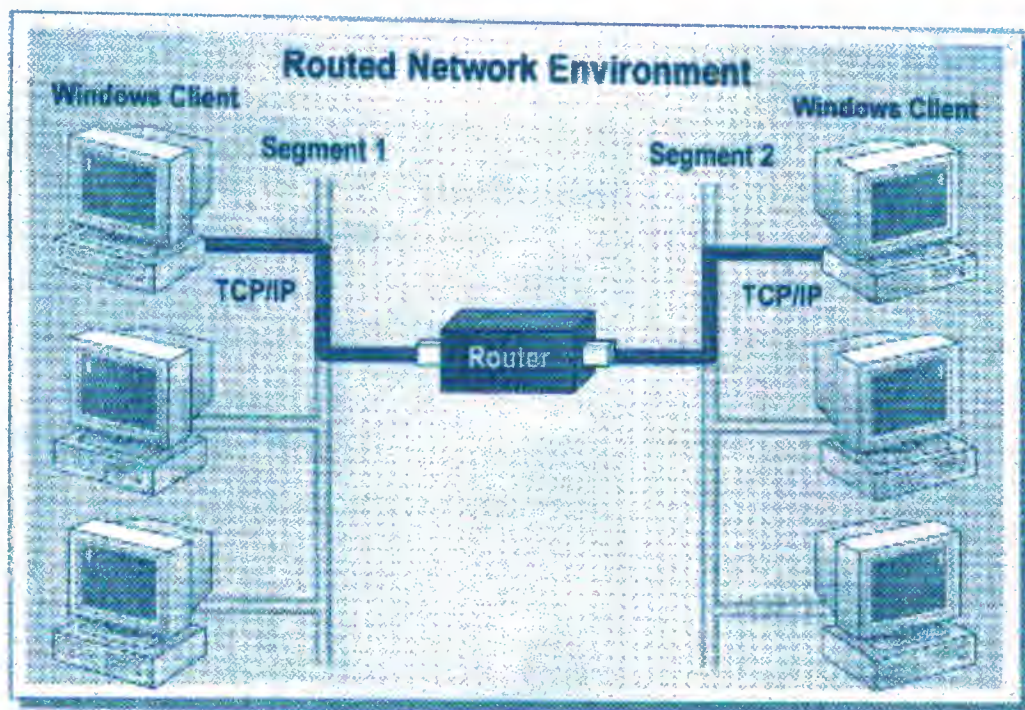 Routed Network Environment
Windows Client
Windows Client
Segment 1
Segment 2
TCP/IP
TCP/IP
Router